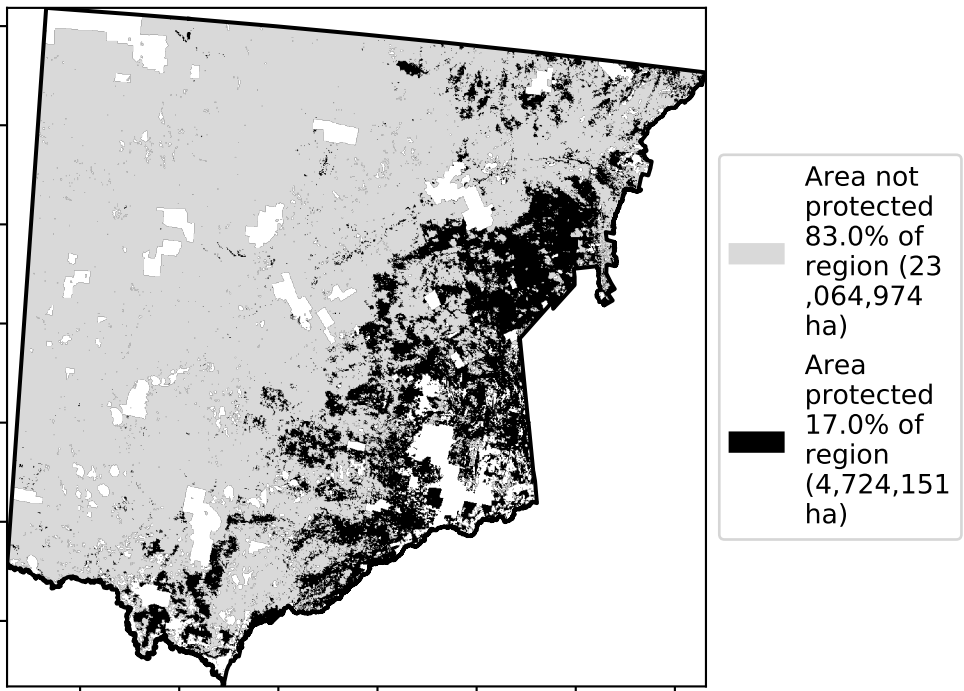 Area not
protected
83.0% of
region (23
,064,974
ha)
Area
protected
17.0% of
region
(4,724,151
ha)